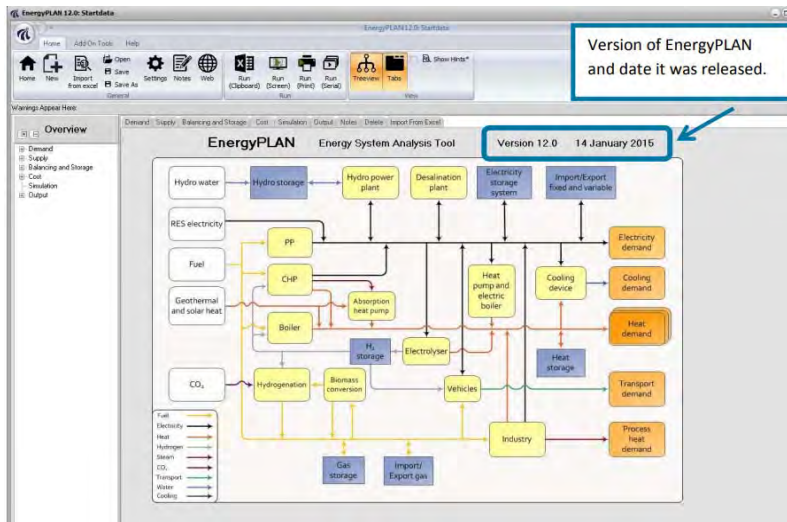 EnergyPLAN 12.0: Startdata
EnergyPLAN 12.0: Startdata
Home Add On Tools Help
Home
New
Import from excel
Open
Save
Save As
Settings
Notes
Web
General
Run (Clipboard)
Run (Screen)
Run (Print)
Run (Serial)
Run
Treeview
Tabs
Show Hints*
View
Version of EnergyPLAN
and date it was released.
Warnings Appear Here:
Overview
Demand
Supply
Balancing and Storage
Cost
Simulation
Output
Demand Supply Balancing and Storage Cost Simulation Output Notes Delete Import From Excel
EnergyPLAN Energy System Analysis Tool Version 12.0 14 January 2015
Hydro water
Hydro storage
Hydro power
plant
Desalination
plant
Electricity
storage
system
Import/Export
fixed and variable
RES electricity
PP
Electricity
demand
Fuel
CHP
Heat
pump and
electric
boiler
Cooling
device
Cooling
demand
Geothermal
and solar heat
Absorption
heat pump
Boiler
Heat
demand
H₂
storage
Electrolyser
Heat
storage
CO₂
Hydrogenation
Biomass
conversion
Vehicles
Transport
demand
Industry
Process
heat
demand
Gas
storage
Import/
Export gas
Fuel
Electricity
Heat
Hydrogen
Steam
CO₂
Transport
Water
Cooling